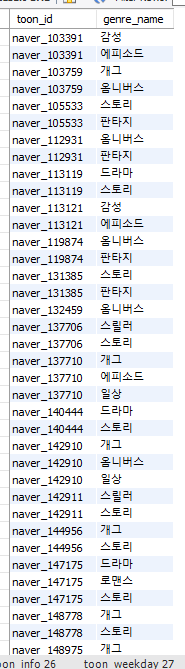 toon_id genre_name
naver_103391 감성
naver_103391 에피소드
naver_103759 개그
naver_103759 옴니버스
naver_105533 스토리
naver_105533 판타지
naver_112931 옴니버스
naver_112931 판타지
naver_113119 드라마
naver_113119 스토리
naver_113121 감성
naver_113121 에피소드
naver_119874 옴니버스
naver_119874 판타지
naver_131385 스토리
naver_131385 판타지
naver_132459 옴니버스
naver_137706 스릴러
naver_137706 스토리
naver_137710 개그
naver_137710 에피소드
naver_137710 일상
naver_140444 드라마
naver_140444 스토리
naver_142910 개그
naver_142910 옴니버스
naver_142910 일상
naver_142911 스릴러
naver_142911 스토리
naver_144956 개그
naver_144956 스토리
naver_147175 드라마
naver_147175 로맨스
naver_147175 스토리
naver_148778 개그
naver_148778 스토리
naver_148975 개그
toon_info 26 toon_weekday 27